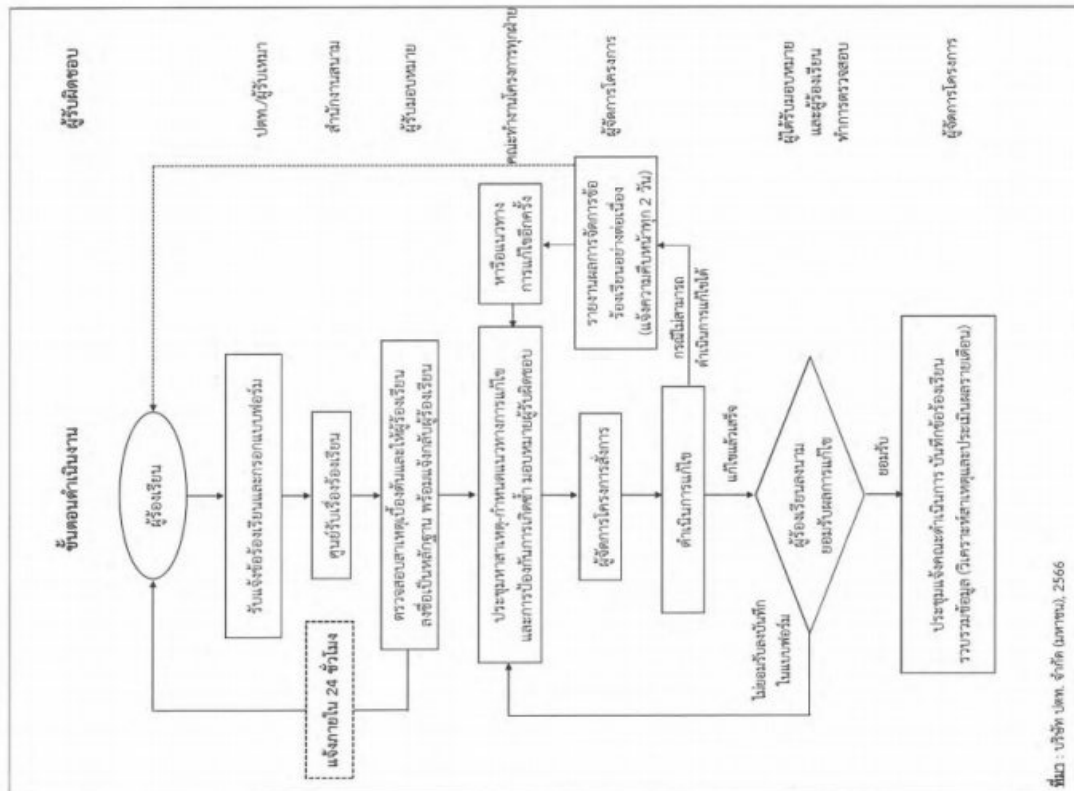 ขั้นตอนดำเนินงาน
ผู้รับผิดชอบ
ผู้ร้องเรียน
รับแจ้งข้อร้องเรียนและกรอกแบบฟอร์ม
ปตท./ผู้รับเหมา
ศูนย์รับเรื่องร้องเรียน
สำนักงานสนาม
แจ้งภายใน 24 ชั่วโมง
ตรวจสอบสาเหตุเบื้องต้นและให้ผู้ร้องเรียน
ลงชื่อเป็นหลักฐาน พร้อมแจ้งกลับผู้ร้องเรียน
ผู้รับมอบหมาย
ประชุมหาสาเหตุ-กำหนดแนวทางการแก้ไข
และการป้องกันการเกิดซ้ำ มอบหมายผู้รับผิดชอบ
หารือแนวทาง
การแก้ไขอีกครั้ง
คณะทำงานโครงการทุกฝ่าย
ผู้จัดการโครงการสั่งการ
รายงานผลการจัดการข้อ
ร้องเรียนอย่างต่อเนื่อง
(แจ้งความคืบหน้าทุก 2 วัน)
ผู้จัดการโครงการ
ดำเนินการแก้ไข
กรณีไม่สามารถ
ดำเนินการแก้ไขได้
แก้ไขแล้วเสร็จ
ไม่ยอมรับลงบันทึก
ในแบบฟอร์ม
ผู้ร้องเรียนลงนาม
ยอมรับผลการแก้ไข
ผู้ได้รับมอบหมาย
และผู้ร้องเรียน
ทำการตรวจสอบ
ยอมรับ
ประชุมแจ้งคณะดำเนินการ บันทึกข้อร้องเรียน
รวบรวมข้อมูล (วิเคราะห์สาเหตุและประเมินผลรายเดือน)
ผู้จัดการโครงการ
ที่มา : บริษัท ปตท. จำกัด (มหาชน), 2566